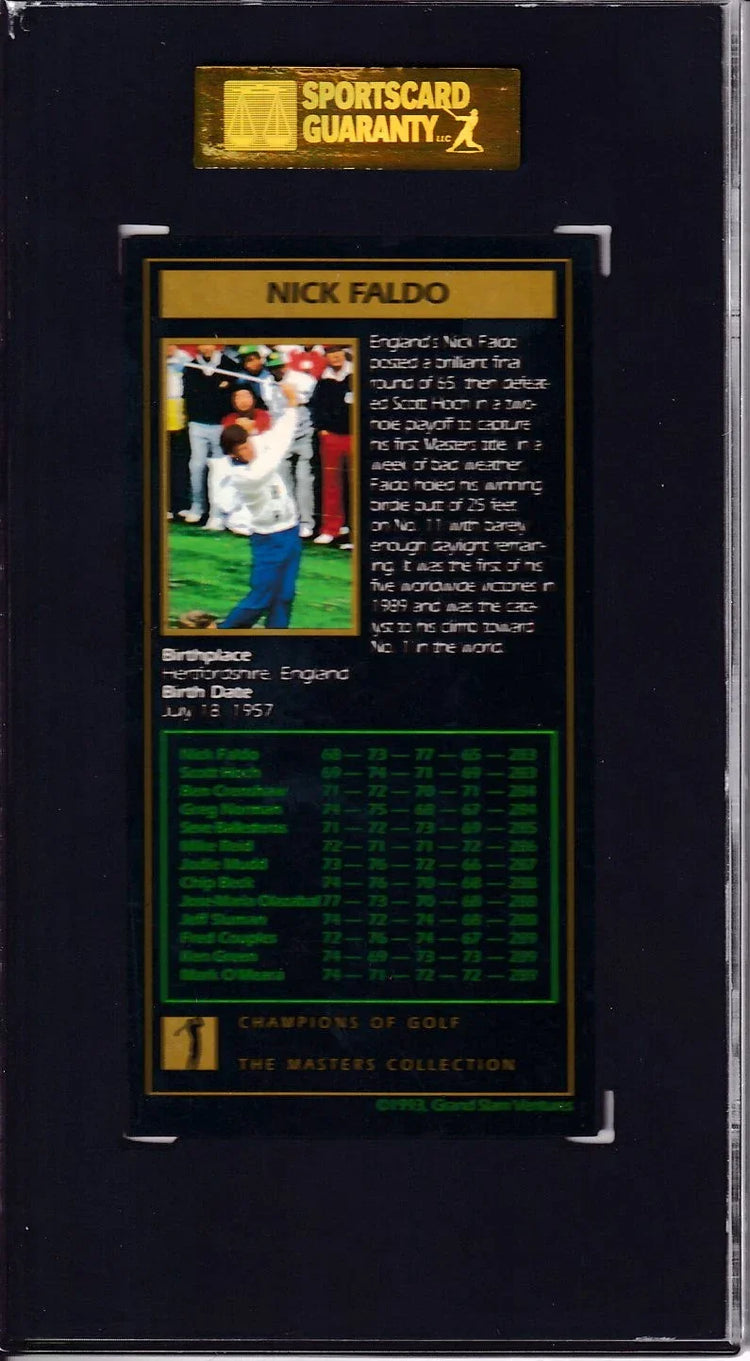 SPORTSCARD
GUARANTY LLC
NICK FALDO
England's Nick Faldo
posted a brilliant final
round of 65, then defeat-
ed Scott Hoch in a two-
hole playoff to capture
his first Masters title. In a
week of bad weather,
Faldo holed his winning
birdie putt of 25 feet
on No. 11 with barely
enough daylight remain-
ing. It was the first of his
five worldwide victories in
1989 and was the cata-
lyst to his climb toward
No. 1 in the world.
Birthplace
Hertfordshire, England
Birth Date
July 18, 1957
Nick Faldo 68 — 73 — 77 — 65 — 283
Scott Hoch 69 — 74 — 71 — 69 — 283
Ben Crenshaw 71 — 72 — 70 — 71 — 284
Greg Norman 74 — 75 — 68 — 67 — 284
Seve Ballesteros 71 — 72 — 73 — 69 — 285
Mike Reid 72 — 71 — 71 — 72 — 286
Jodie Mudd 73 — 76 — 72 — 66 — 287
Chip Beck 74 — 76 — 70 — 68 — 288
Jose-Maria Olazabal 77 — 73 — 70 — 68 — 288
Jeff Sluman 74 — 72 — 74 — 68 — 288
Fred Couples 72 — 76 — 74 — 67 — 289
Ken Green 74 — 69 — 73 — 73 — 289
Mark O'Meara 74 — 71 — 72 — 72 — 289
CHAMPIONS OF GOLF
THE MASTERS COLLECTION
©1993, Grand Slam Ventures